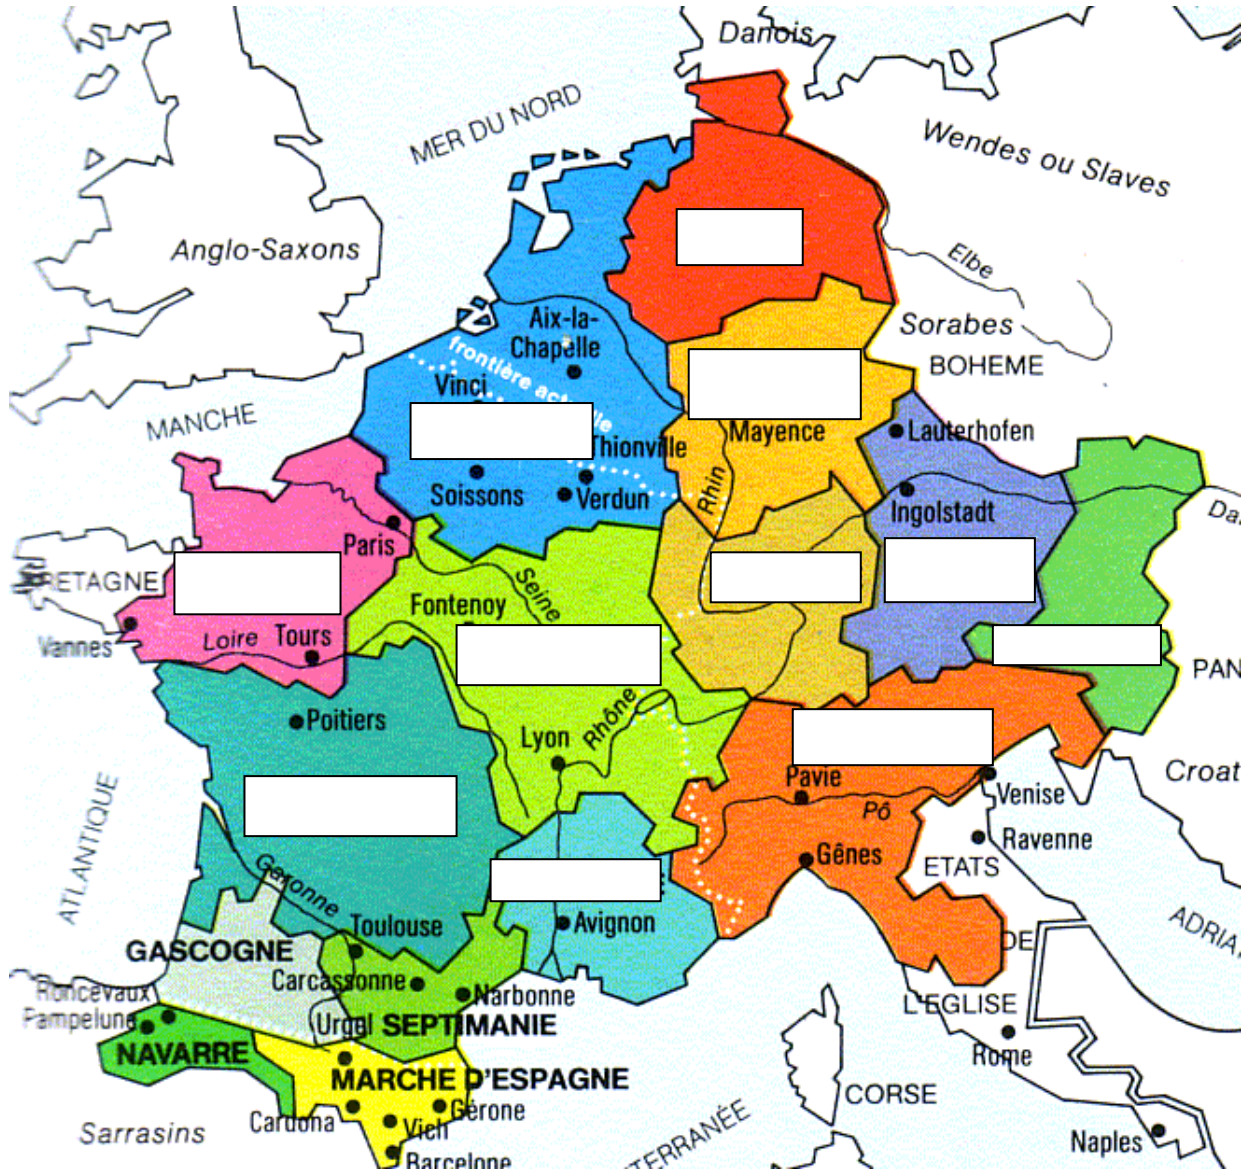 Danois
MER DU NORD
Wendes ou Slaves
Anglo-Saxons
Elbe
Aix-la-
Chapelle
Sorabes
BOHEME
frontière actuelle
Vinci
MANCHE
Mayence
Lauterhofen
Thionville
Rhin
Soissons
Verdun
Ingolstadt
Paris
RETAGNE
Seine
Fontenoy
Vannes
Loire
Tours
PAN
Poitiers
Rhône
Lyon
Pavie
Venise
Croat
Pô
Ravenne
ATLANTIQUE
Gênes
ETATS
Garonne
Toulouse
Avignon
ADRIA
GASCOGNE
DE
Carcassonne
Roncevaux
Narbonne
L'EGLISE
Pampelune
Urgel
SEPTIMANIE
Rome
NAVARRE
MARCHE D'ESPAGNE
CORSE
Cardona
Gérone
Vich
Sarrasins
TERRANÉE
Naples
Barcelone